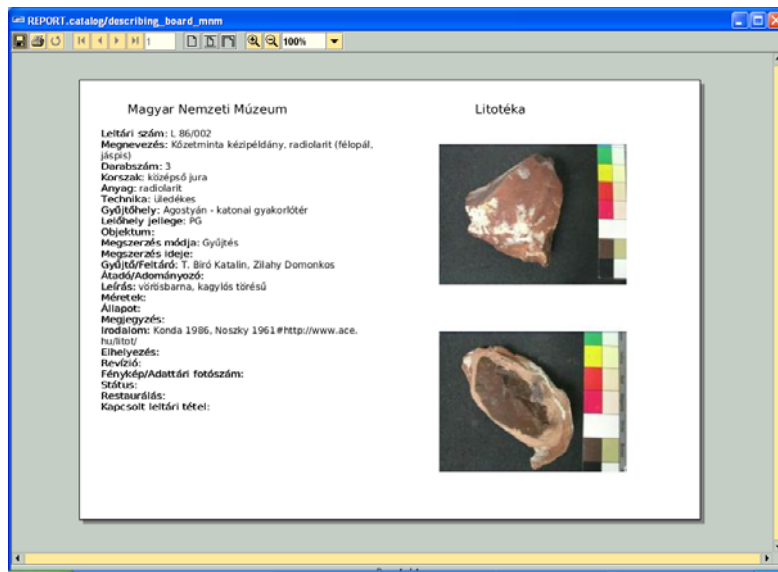 REPORT.catalog/describing_board_mnm
1
100%
Magyar Nemzeti Múzeum
Litotéka
Leltári szám: L 86/002
Megnevezés: Kőzetminta kézipéldány, radiolarit (félopál,
jáspis)
Darabszám: 3
Korszak: középső jura
Anyag: radiolarit
Technika: üledékes
Gyűjtőhely: Agostyán - katonai gyakorlótér
Lelőhely jellege: PG
Objektum:
Megszerzés módja: Gyűjtés
Megszerzés ideje:
Gyűjtő/Feltáró: T. Biró Katalin, Zilahy Domonkos
Átadó/Adományozó:
Leírás: vörösbarna, kagylós törésű
Méretek:
Állapot:
Megjegyzés:
Irodalom: Konda 1986, Noszky 1961#http://www.ace.
hu/litot/
Elhelyezés:
Revízió:
Fénykép/Adattári fotószám:
Státus:
Restaurálás:
Kapcsolt leltári tétel: